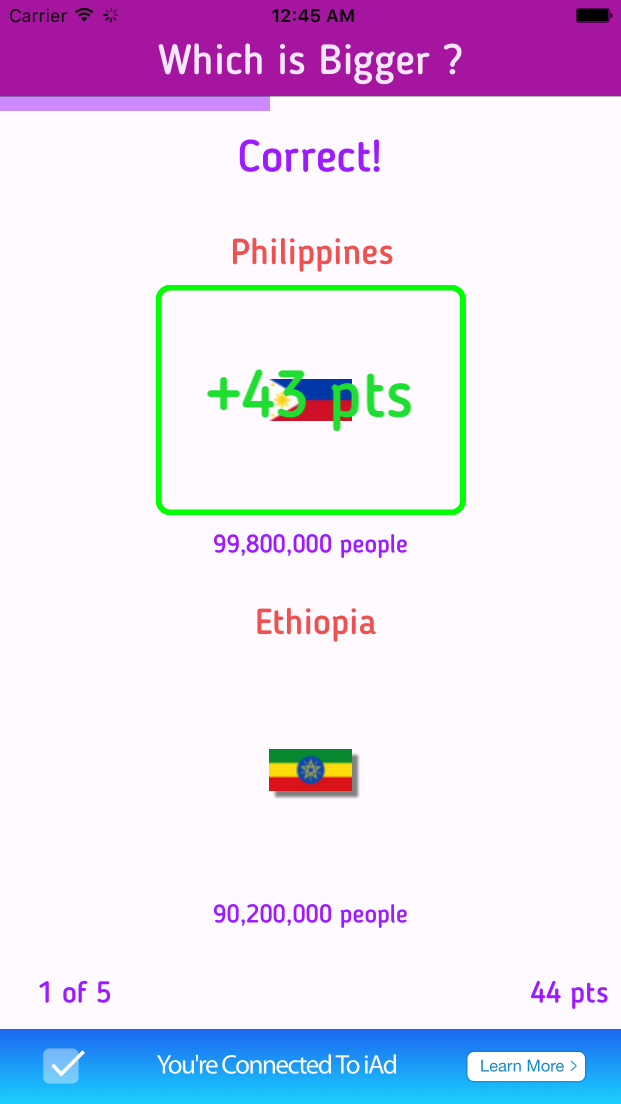 Carrier 12:45 AM
Which is Bigger ?
Correct!
Philippines
+43 pts
99,800,000 people
Ethiopia
90,200,000 people
1 of 5 44 pts
You're Connected To iAd Learn More >